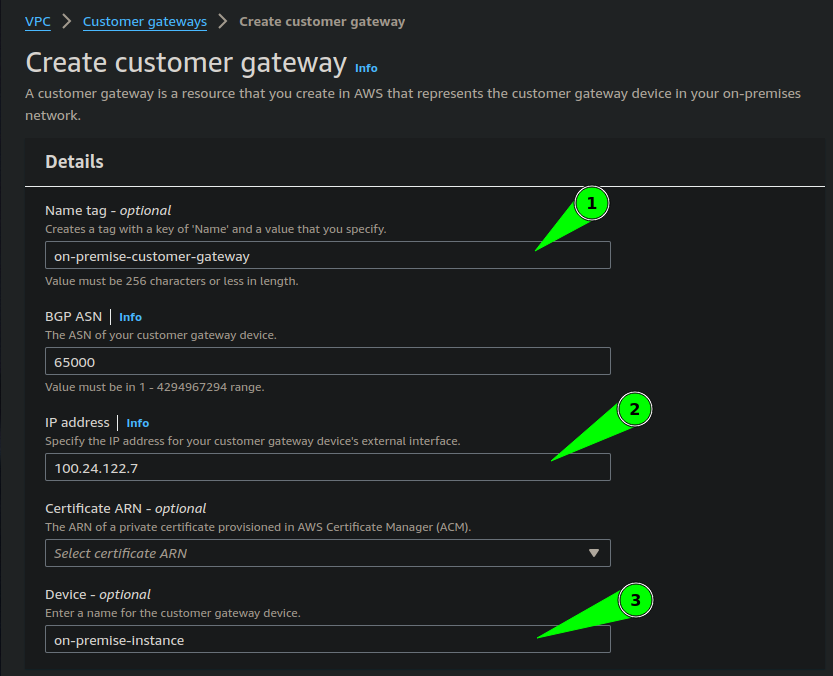 VPC > Customer gateways > Create customer gateway
Create customer gateway Info
A customer gateway is a resource that you create in AWS that represents the customer gateway device in your on-premises
network.
Details
Name tag - optional
1
Creates a tag with a key of 'Name' and a value that you specify.
on-premise-customer-gateway
Value must be 256 characters or less in length.
BGP ASN | Info
The ASN of your customer gateway device.
65000
Value must be in 1 - 4294967294 range.
2
IP address | Info
Specify the IP address for your customer gateway device's external interface.
100.24.122.7
Certificate ARN - optional
The ARN of a private certificate provisioned in AWS Certificate Manager (ACM).
Select certificate ARN
Device - optional
3
Enter a name for the customer gateway device.
on-premise-instance